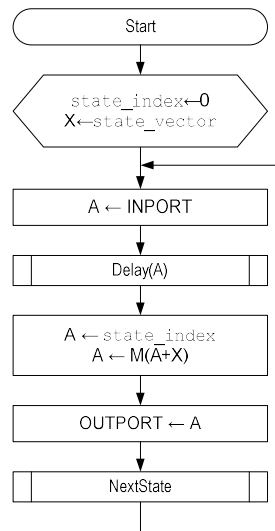 Start
state_index←0
X←state_vector
A ← INPORT
Delay(A)
A ← state_index
A ← M(A+X)
OUTPORT ← A
NextState